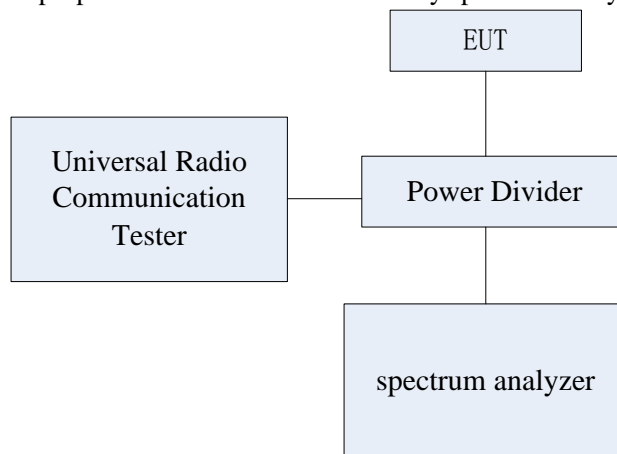 EUT
Universal Radio
Communication
Tester
Power Divider
spectrum analyzer